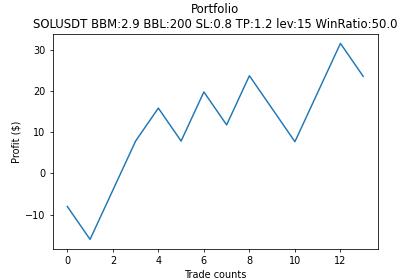 Portfolio
SOLUSDT BBM:2.9 BBL:200 SL:0.8 TP:1.2 lev:15 WinRatio:50.0
30
20
10
0
−10
Profit ($)
0 2 4 6 8 10 12
Trade counts